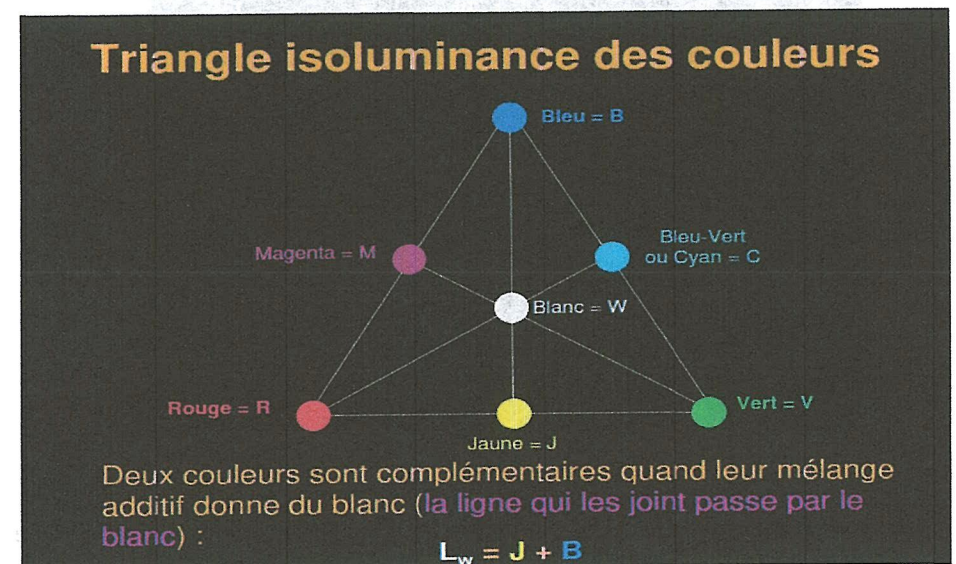 Triangle isoluminance des couleurs
Bleu = B
Magenta = M
Bleu-Vert
ou Cyan = C
Blanc = W
Rouge = R
Vert = V
Jaune = J
Deux couleurs sont complémentaires quand leur mélange
additif donne du blanc (la ligne qui les joint passe par le
blanc) :
Lw = J + B